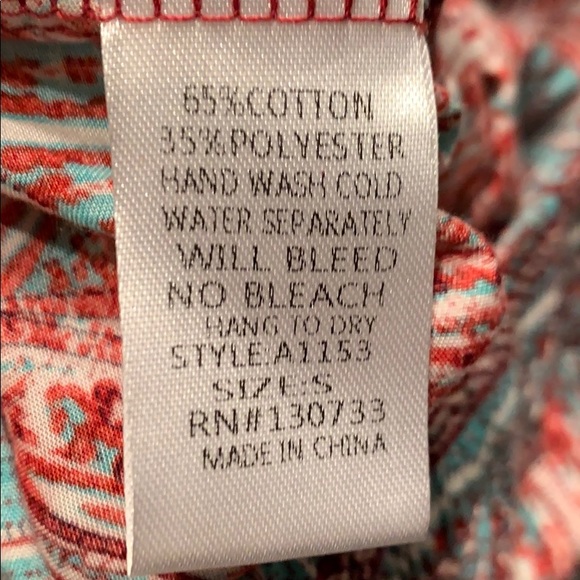 65%COTTON
35%POLYESTER
HAND WASH COLD
WATER SEPARATELY
WILL BLEED
NO BLEACH
HANG TO DRY
STYLE:A1153
SIZE:S
RN#130733
MADE IN CHINA